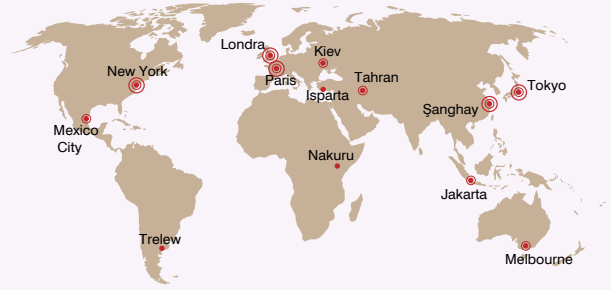 Londra
Kiev
New York
Paris
Tahran
Isparta
Tokyo
Şanghay
Mexico
City
Nakuru
Jakarta
Trelew
Melbourne